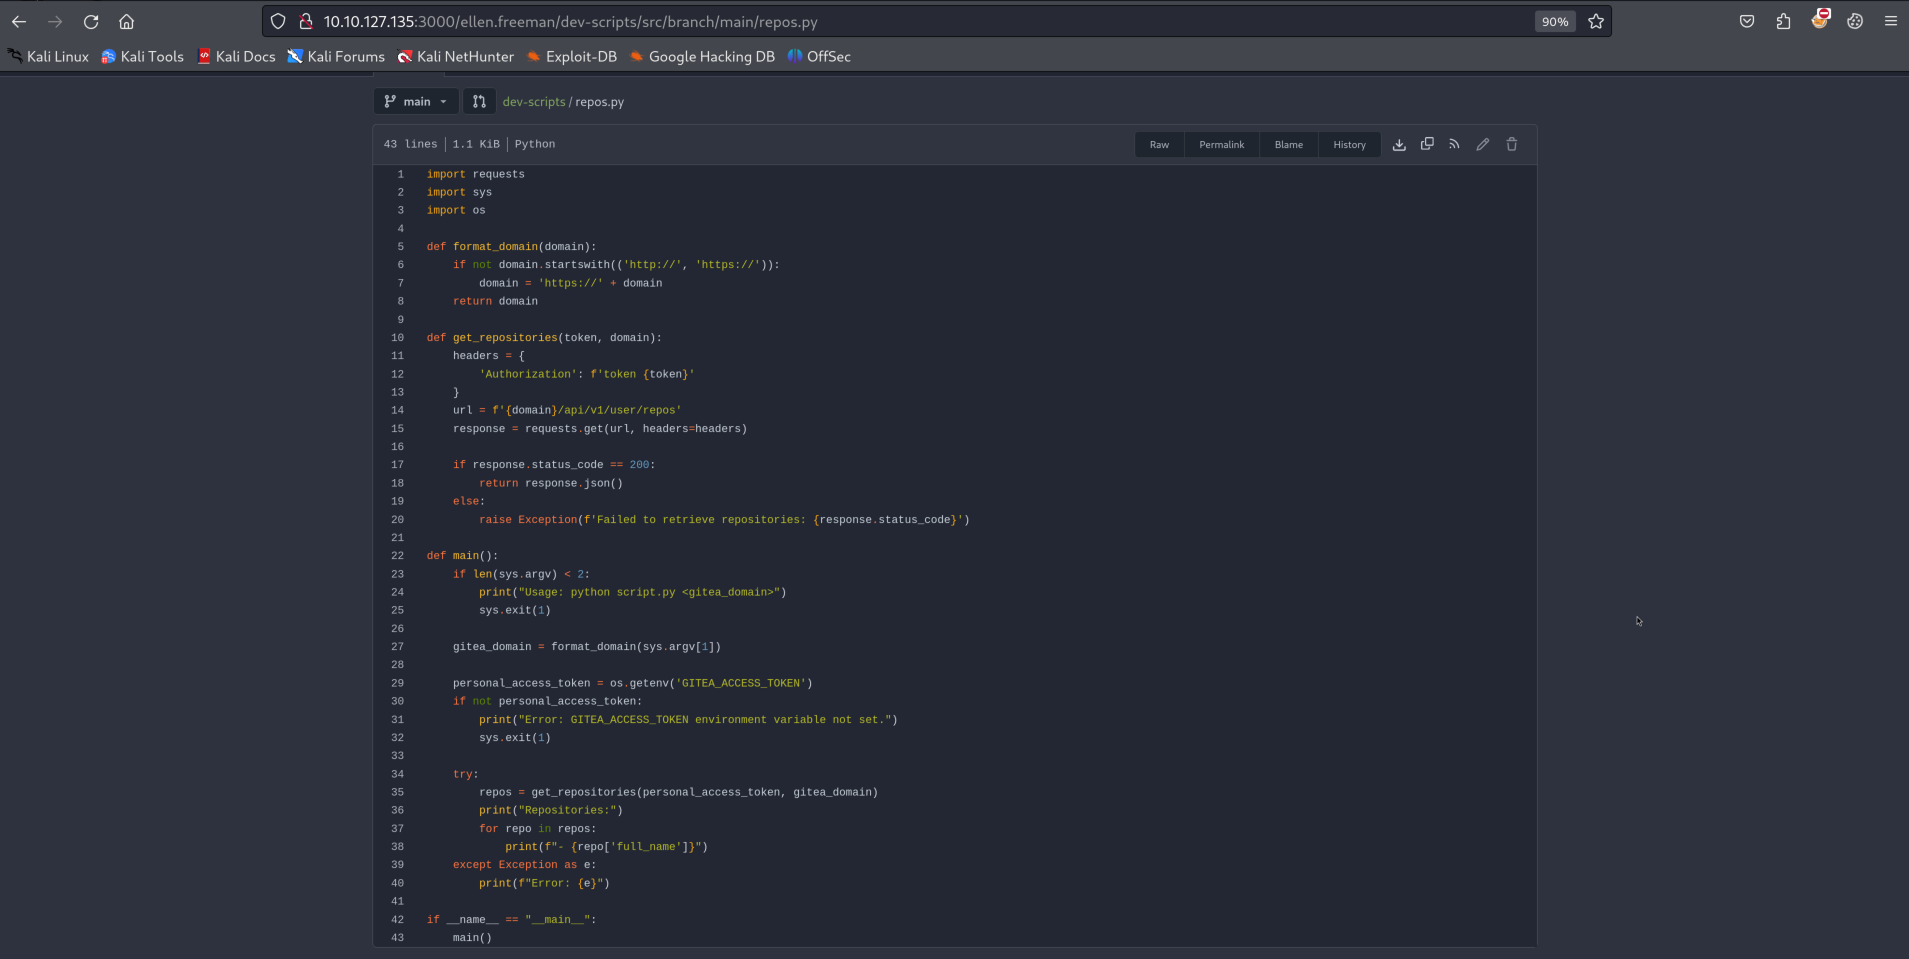 10.10.127.135:3000/ellen.freeman/dev-scripts/src/branch/main/repos.py
90%
Kali Linux Kali Tools Kali Docs Kali Forums Kali NetHunter Exploit-DB Google Hacking DB OffSec
main dev-scripts / repos.py
43 lines 1.1 KiB Python Raw Permalink Blame History
1 import requests
2 import sys
3 import os
4
5 def format_domain(domain):
6     if not domain.startswith(('http://', 'https://')):
7         domain = 'https://' + domain
8     return domain
9
10 def get_repositories(token, domain):
11     headers = {
12         'Authorization': f'token {token}'
13     }
14     url = f'{domain}/api/v1/user/repos'
15     response = requests.get(url, headers=headers)
16
17     if response.status_code == 200:
18         return response.json()
19     else:
20         raise Exception(f'Failed to retrieve repositories: {response.status_code}')
21
22 def main():
23     if len(sys.argv) < 2:
24         print("Usage: python script.py <gitea_domain>")
25         sys.exit(1)
26
27     gitea_domain = format_domain(sys.argv[1])
28
29     personal_access_token = os.getenv('GITEA_ACCESS_TOKEN')
30     if not personal_access_token:
31         print("Error: GITEA_ACCESS_TOKEN environment variable not set.")
32         sys.exit(1)
33
34     try:
35         repos = get_repositories(personal_access_token, gitea_domain)
36         print("Repositories:")
37         for repo in repos:
38             print(f"- {repo['full_name']}")
39     except Exception as e:
40         print(f"Error: {e}")
41
42 if __name__ == "__main__":
43     main()